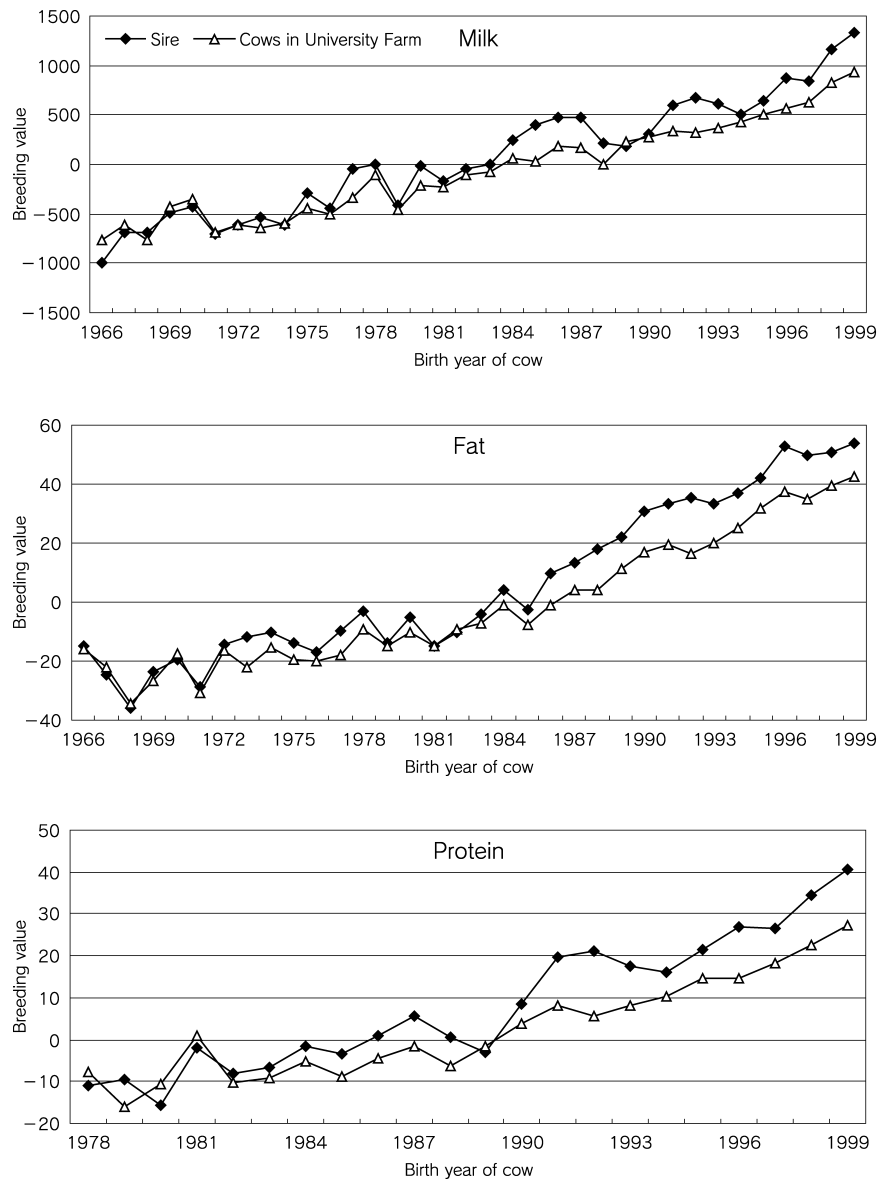 1500
Sire
Cows in University Farm
Milk
1000
500
0
−500
−1000
−1500
Breeding value
1966 1969 1972 1975 1978 1981 1984 1987 1990 1993 1996 1999
Birth year of cow
60
Fat
40
20
0
−20
−40
Breeding value
1966 1969 1972 1975 1978 1981 1984 1987 1990 1993 1996 1999
Birth year of cow
50
Protein
40
30
20
10
0
−10
−20
Breeding value
1978 1981 1984 1987 1990 1993 1996 1999
Birth year of cow